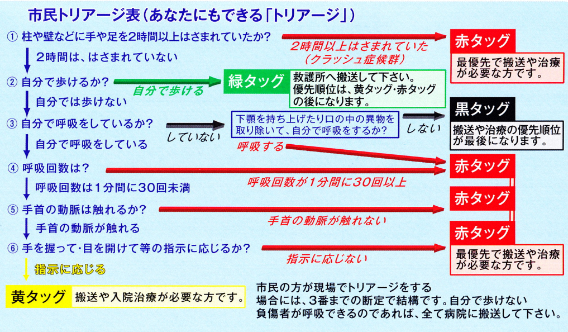 市民トリアージ表(あなたにもできる「トリアージ」)
① 柱や壁などに手や足を2時間以上はさまれていたか?
2時間以上はさまれていた
(クラッシュ症候群)
赤タッグ
最優先で搬送や治療
が必要な方です。
2時間は、はさまれていない
② 自分で歩けるか?
自分で歩ける
緑タッグ
救護所へ搬送して下さい。
優先順位は、黄タッグ・赤タッグ
の後になります。
自分では歩けない
③ 自分で呼吸をしているか?
していない
下顎を持ち上げたり口の中の異物を
取り除いて、自分で呼吸をするか?
しない
黒タッグ
搬送や治療の優先順位
が最後になります。
自分で呼吸をしている
呼吸する
赤タッグ
④ 呼吸回数は?
呼吸回数が1分間に30回以上
呼吸回数は1分間に30回未満
赤タッグ
⑤ 手首の動脈は触れるか?
手首の動脈が触れない
手首の動脈が触れる
赤タッグ
最優先で搬送や治療
が必要な方です。
⑥ 手を握って・目を開けて等の指示に応じるか?
指示に応じない
指示に応じる
黄タッグ
搬送や入院治療が必要な方です。
市民の方が現場でトリアージをする
場合には、3番までの断定で結構です。自分で歩けない
負傷者が呼吸できるのであれば、全て病院に搬送して下さい。